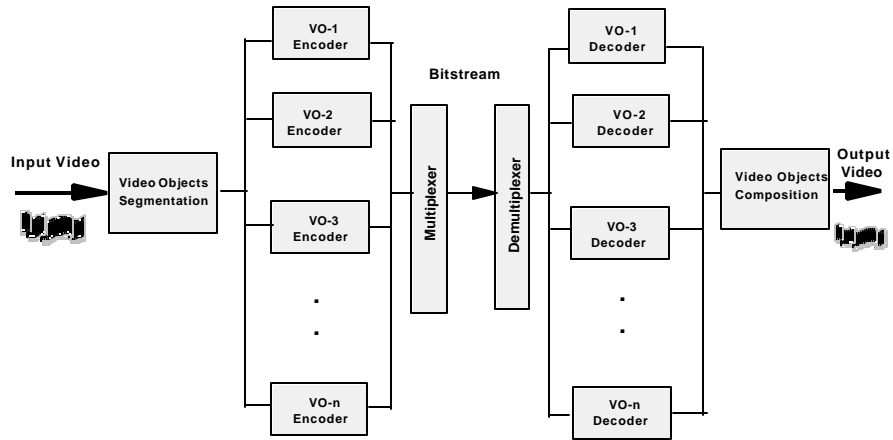 Input Video
Video Objects
Segmentation
VO-1
Encoder
VO-2
Encoder
VO-3
Encoder
.
.
VO-n
Encoder
Multiplexer
Bitstream
Demultiplexer
VO-1
Decoder
VO-2
Decoder
VO-3
Decoder
.
.
VO-n
Decoder
Video Objects
Composition
Output
Video